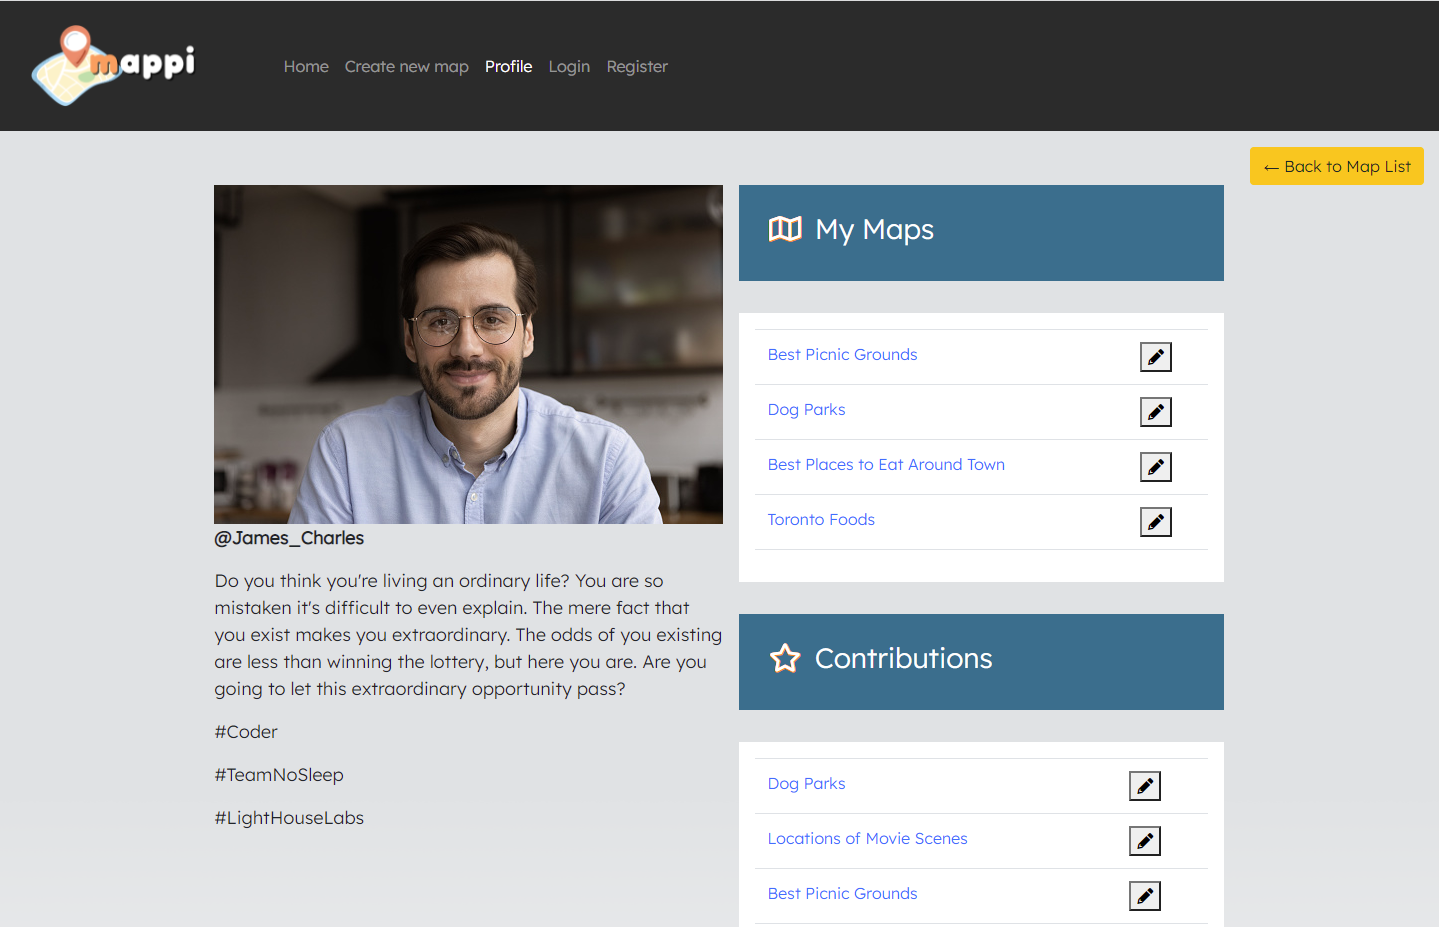 mappi
Home Create new map Profile Login Register
← Back to Map List
@James_Charles
Do you think you're living an ordinary life? You are so
mistaken it's difficult to even explain. The mere fact that
you exist makes you extraordinary. The odds of you existing
are less than winning the lottery, but here you are. Are you
going to let this extraordinary opportunity pass?
#Coder
#TeamNoSleep
#LightHouseLabs
My Maps
Best Picnic Grounds
Dog Parks
Best Places to Eat Around Town
Toronto Foods
Contributions
Dog Parks
Locations of Movie Scenes
Best Picnic Grounds